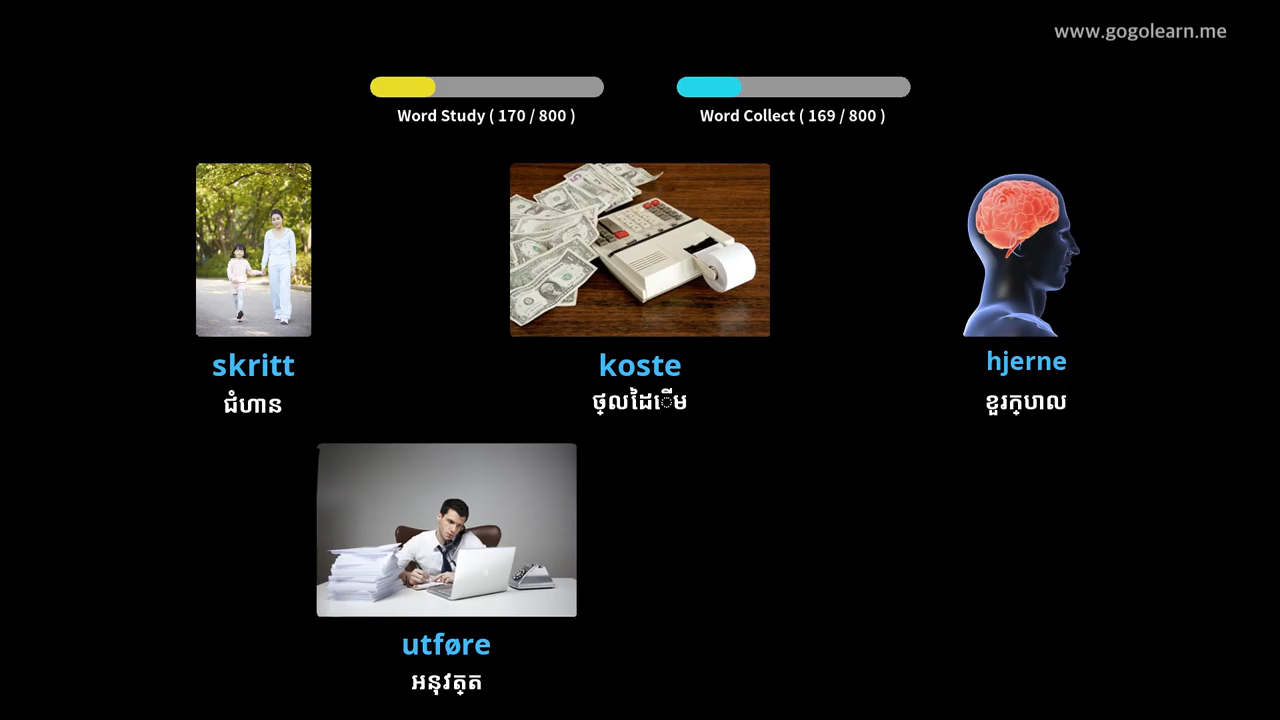 www.gogolearn.me
Word Study ( 170 / 800 )
Word Collect ( 169 / 800 )
skritt
ជំហាន
koste
ថ្លៃដើម
hjerne
ខួរក្បាល
utføre
អនុវត្ត